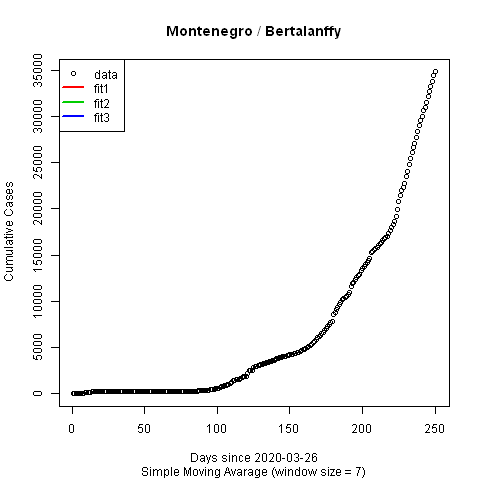 Montenegro / Bertalanffy
data
fit1
fit2
fit3
Cumulative Cases
0
5000
10000
15000
20000
25000
30000
35000
0
50
100
150
200
250
Days since 2020-03-26
Simple Moving Avarage (window size = 7)